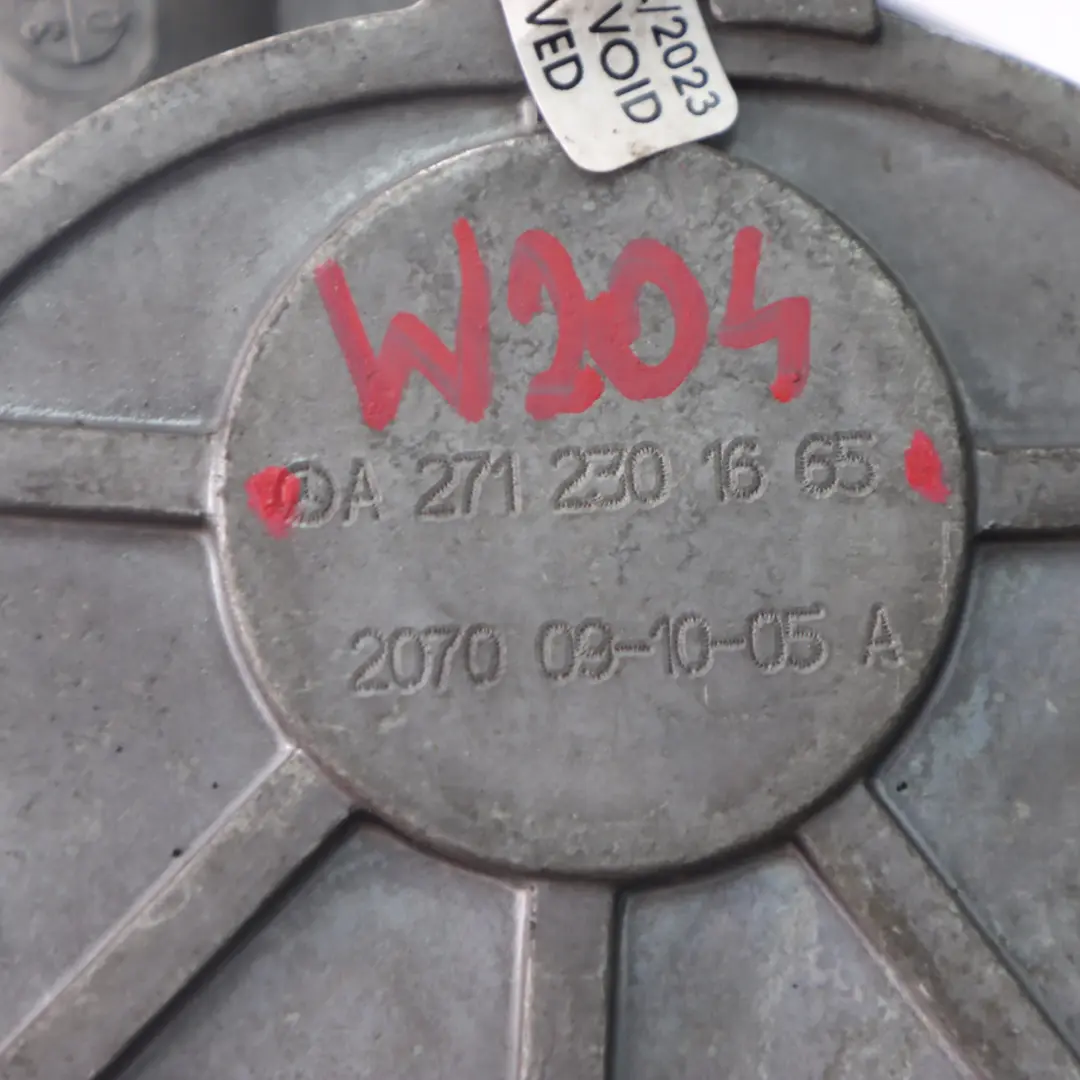 /2023
VOID
VED
W204
A 271 230 16 65
2070 09-10-05 A